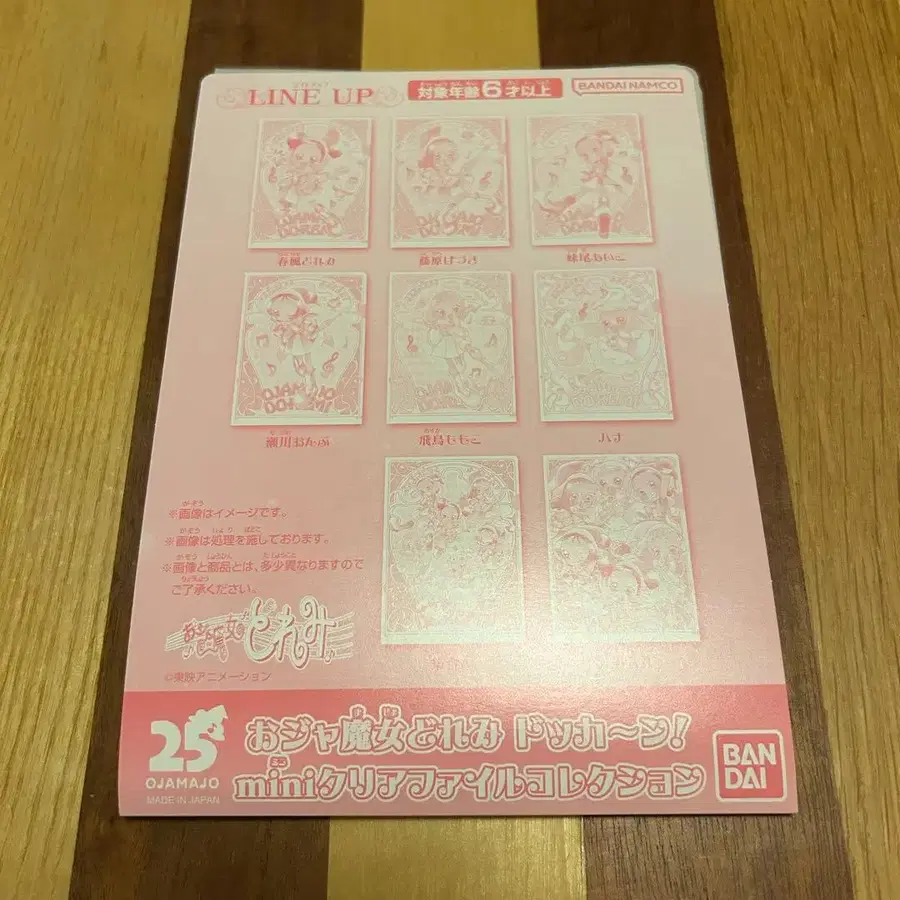 LINE UP
対象年齢6才以上
BANDAI NAMCO
春風どれみ
藤原はづき
妹尾あいこ
瀬川おんぷ
飛鳥ももこ
ハナ
※画像はイメージです。
※画像は処理を施しております。
※画像と商品とは、多少異なりますので
ご了承ください。
おジャ魔女どれみ
©東映アニメーション
25
OJAMAJO
MADE IN JAPAN
おジャ魔女どれみ ドッカ〜ン!
miniクリアファイルコレクション
BAN
DAI